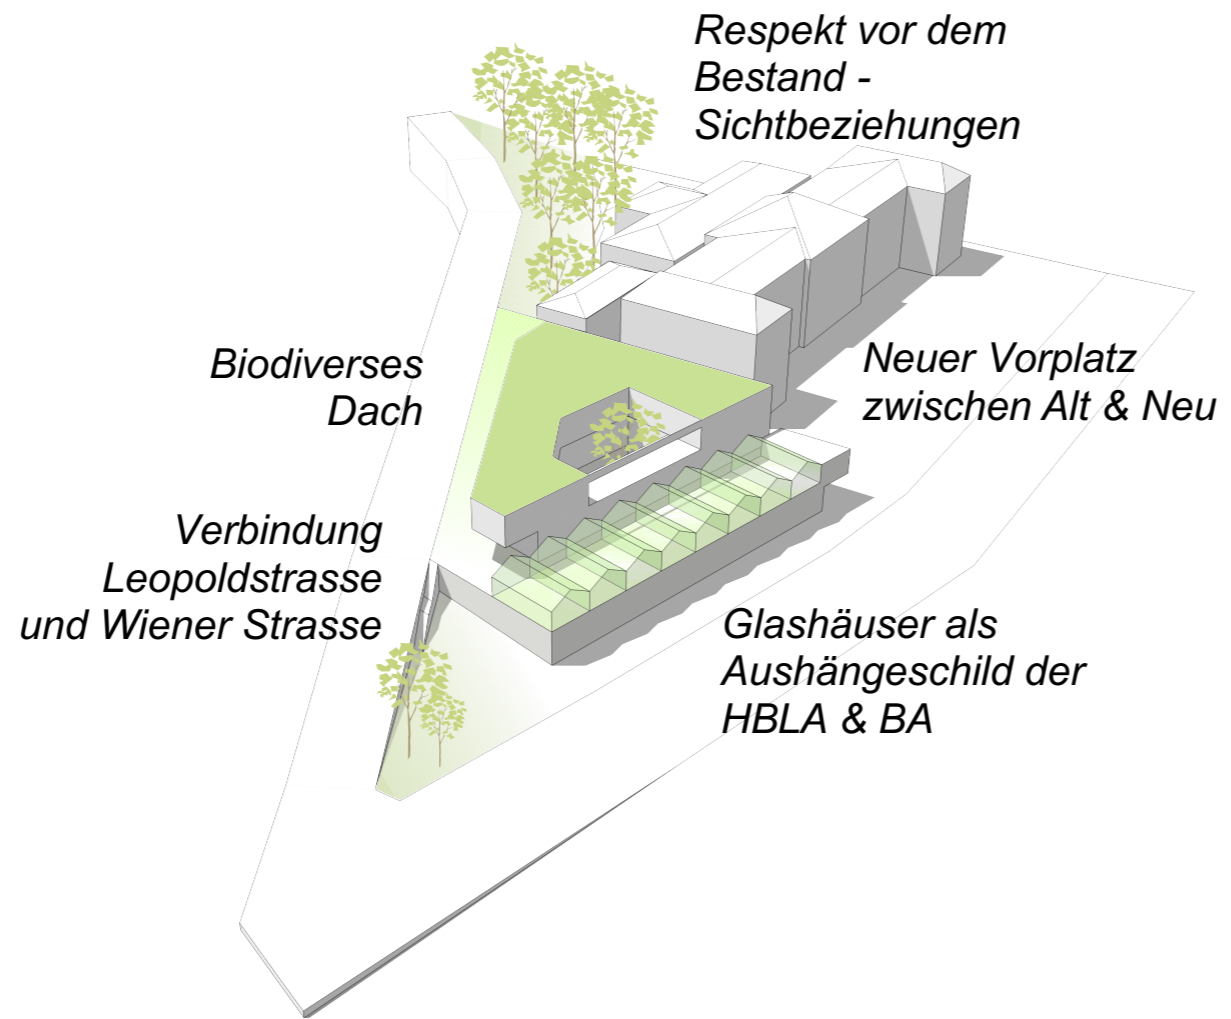 Respekt vor dem
Bestand -
Sichtbeziehungen
Biodiverses
Dach
Neuer Vorplatz
zwischen Alt & Neu
Verbindung
Leopoldstrasse
und Wiener Strasse
Glashäuser als
Aushängeschild der
HBLA & BA